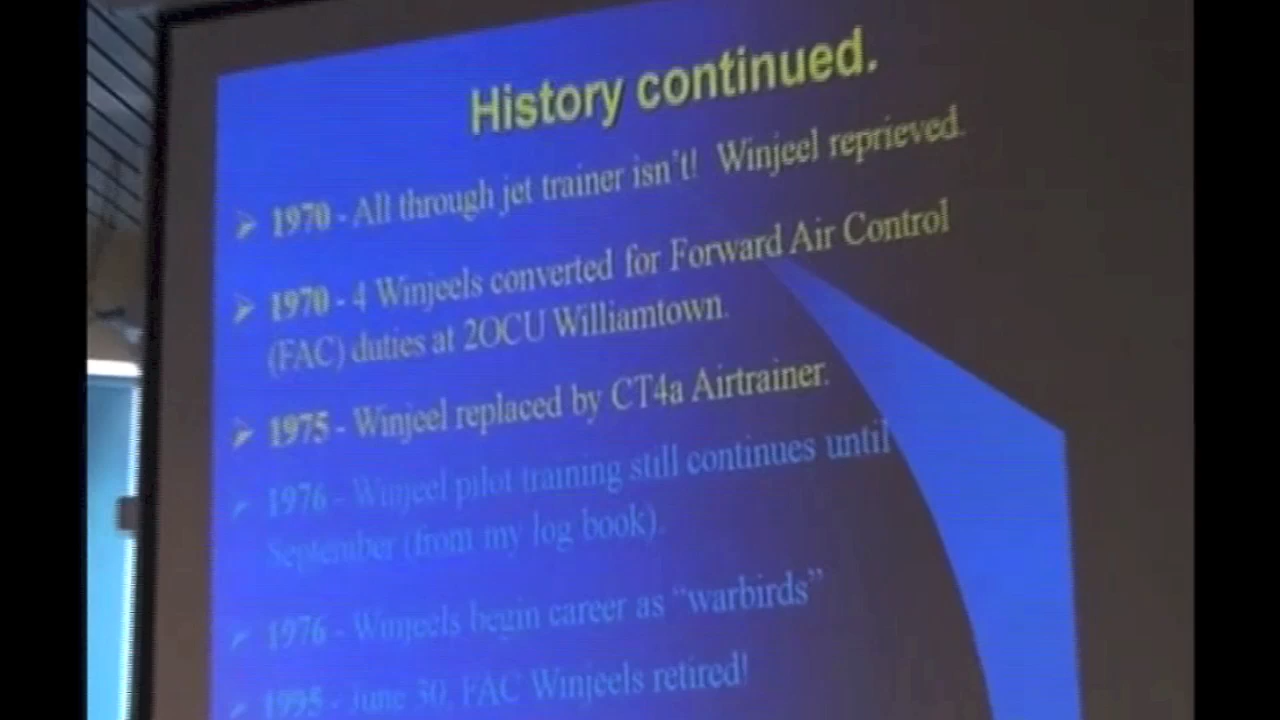 History continued.
➢ 1970 - All through jet trainer isn't! Winjeel reprieved.
➢ 1970 - 4 Winjeels converted for Forward Air Control
(FAC) duties at 2OCU Williamtown.
➢ 1975 - Winjeel replaced by CT4a Airtrainer.
➢ 1976 - Winjeel pilot training still continues until
September (from my log book).
➢ 1976 - Winjeels begin career as “warbirds”
➢ 1995 - June 30, FAC Winjeels retired!